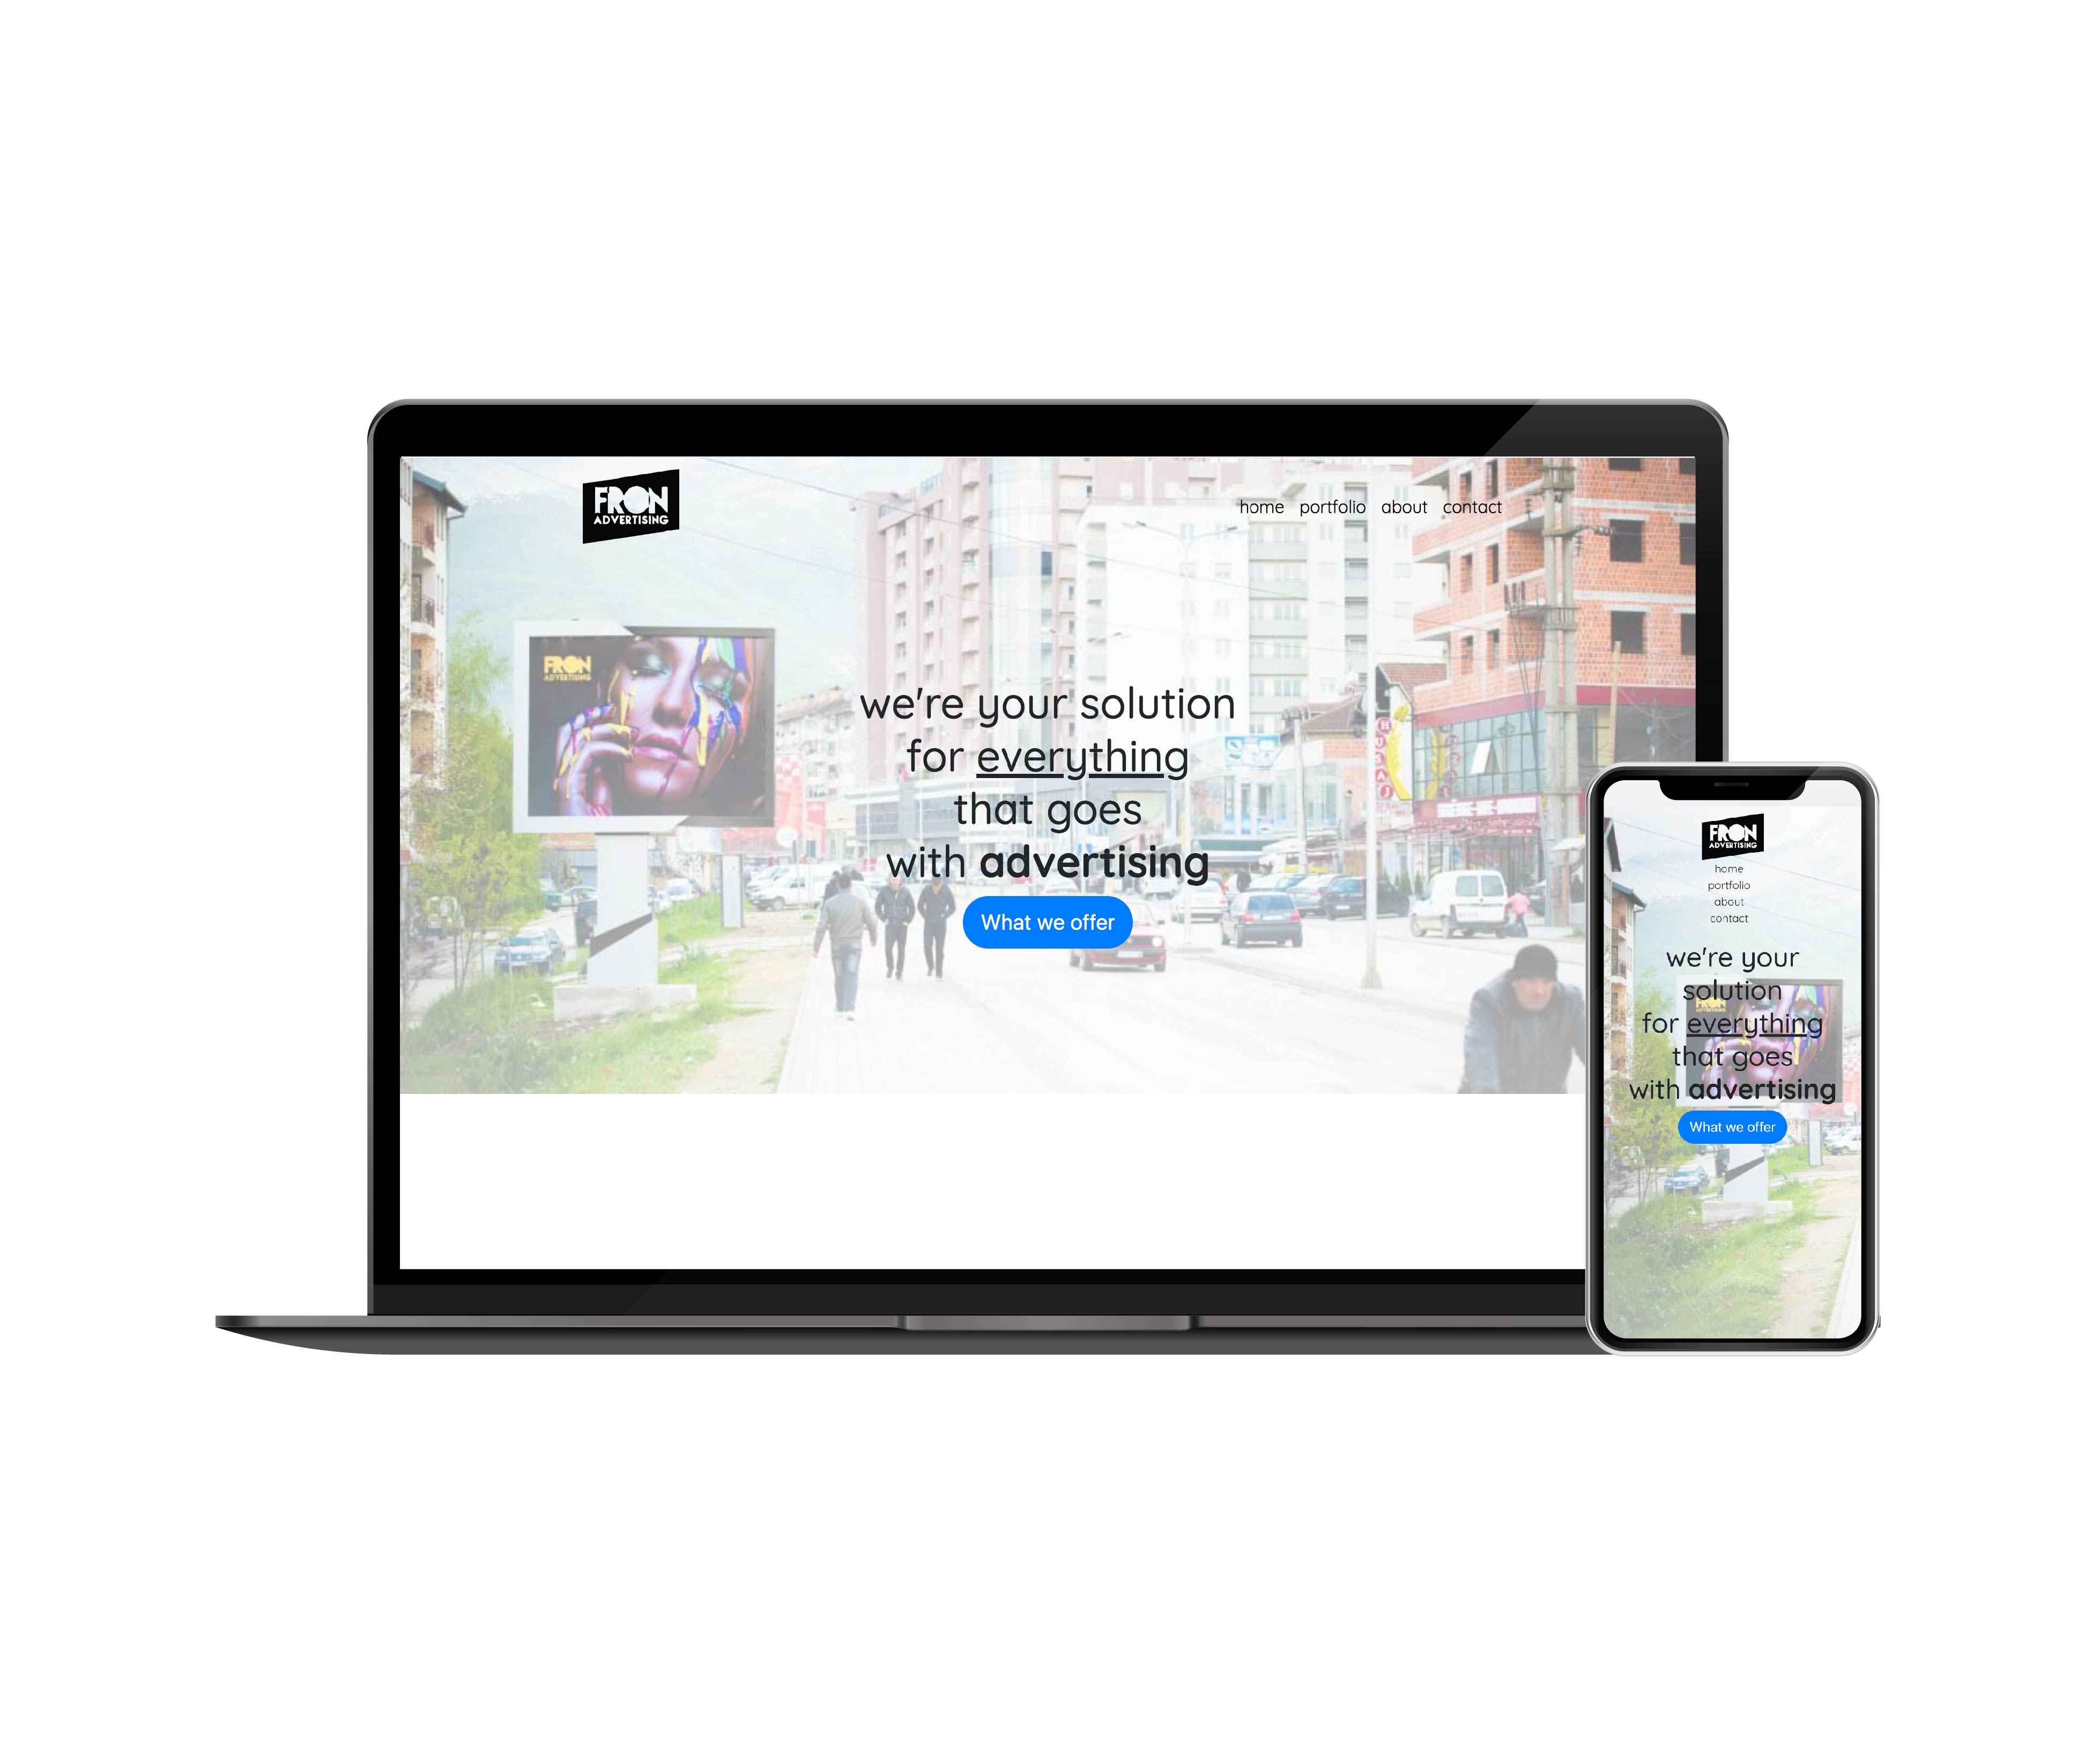 FRON
ADVERTISING
home portfolio about contact
FRON
ADVERTISING
we're your solution
for everything
that goes
with advertising
What we offer
HUSAJ
FRON
ADVERTISING
home
portfolio
about
contact
we're your
solution
for everything
that goes
with advertising
What we offer